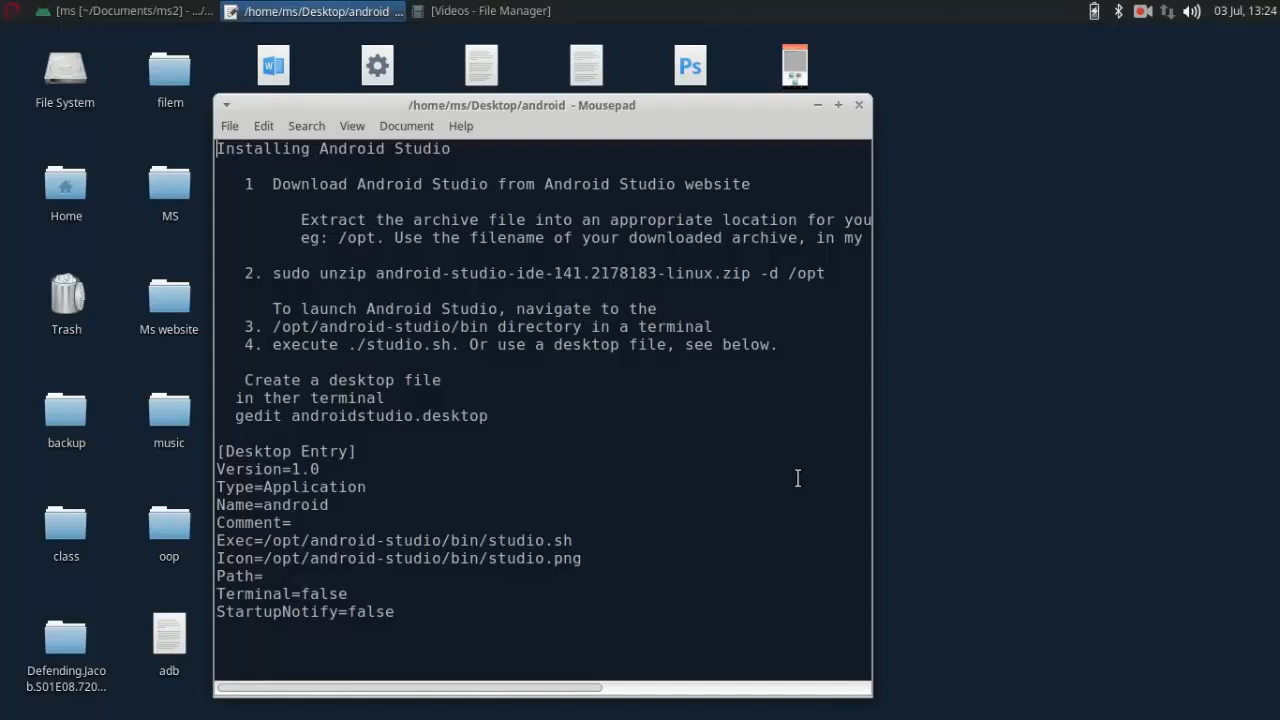 [ms [~/Documents/ms2] - .../...
/home/ms/Desktop/android ...
[Videos - File Manager]
03 Jul, 13:24
File System
filem
W
Ps
Home
MS
Trash
Ms website
backup
music
class
oop
Defending.Jaco
b.S01E08.720...
adb
/home/ms/Desktop/android - Mousepad
File Edit Search View Document Help
Installing Android Studio
1 Download Android Studio from Android Studio website
Extract the archive file into an appropriate location for you
eg: /opt. Use the filename of your downloaded archive, in my
2. sudo unzip android-studio-ide-141.2178183-linux.zip -d /opt
To launch Android Studio, navigate to the
3. /opt/android-studio/bin directory in a terminal
4. execute ./studio.sh. Or use a desktop file, see below.
Create a desktop file
in ther terminal
gedit androidstudio.desktop
[Desktop Entry]
Version=1.0
Type=Application
Name=android
Comment=
Exec=/opt/android-studio/bin/studio.sh
Icon=/opt/android-studio/bin/studio.png
Path=
Terminal=false
StartupNotify=false